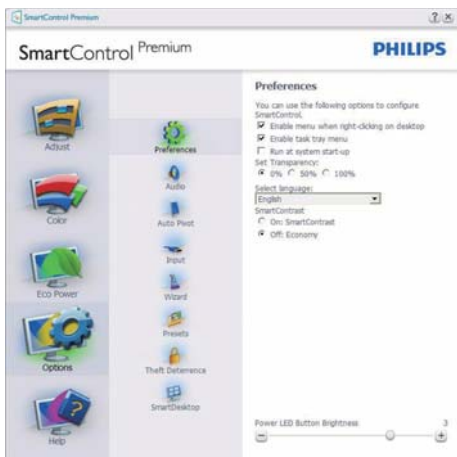 SmartControl Premium
SmartControl Premium
PHILIPS
Adjust
Color
Eco Power
Options
Help
Preferences
Audio
Auto Pivot
Input
Wizard
Presets
Theft Deterrence
SmartDesktop
Preferences
You can use the following options to configure
SmartControl.
Enable menu when right-clicking on desktop
Enable task tray menu
Run at system start-up
Set Transparency:
0% 50% 100%
Select language:
English
SmartContrast
On: SmartContrast
Off: Economy
Power LED Button Brightness 3